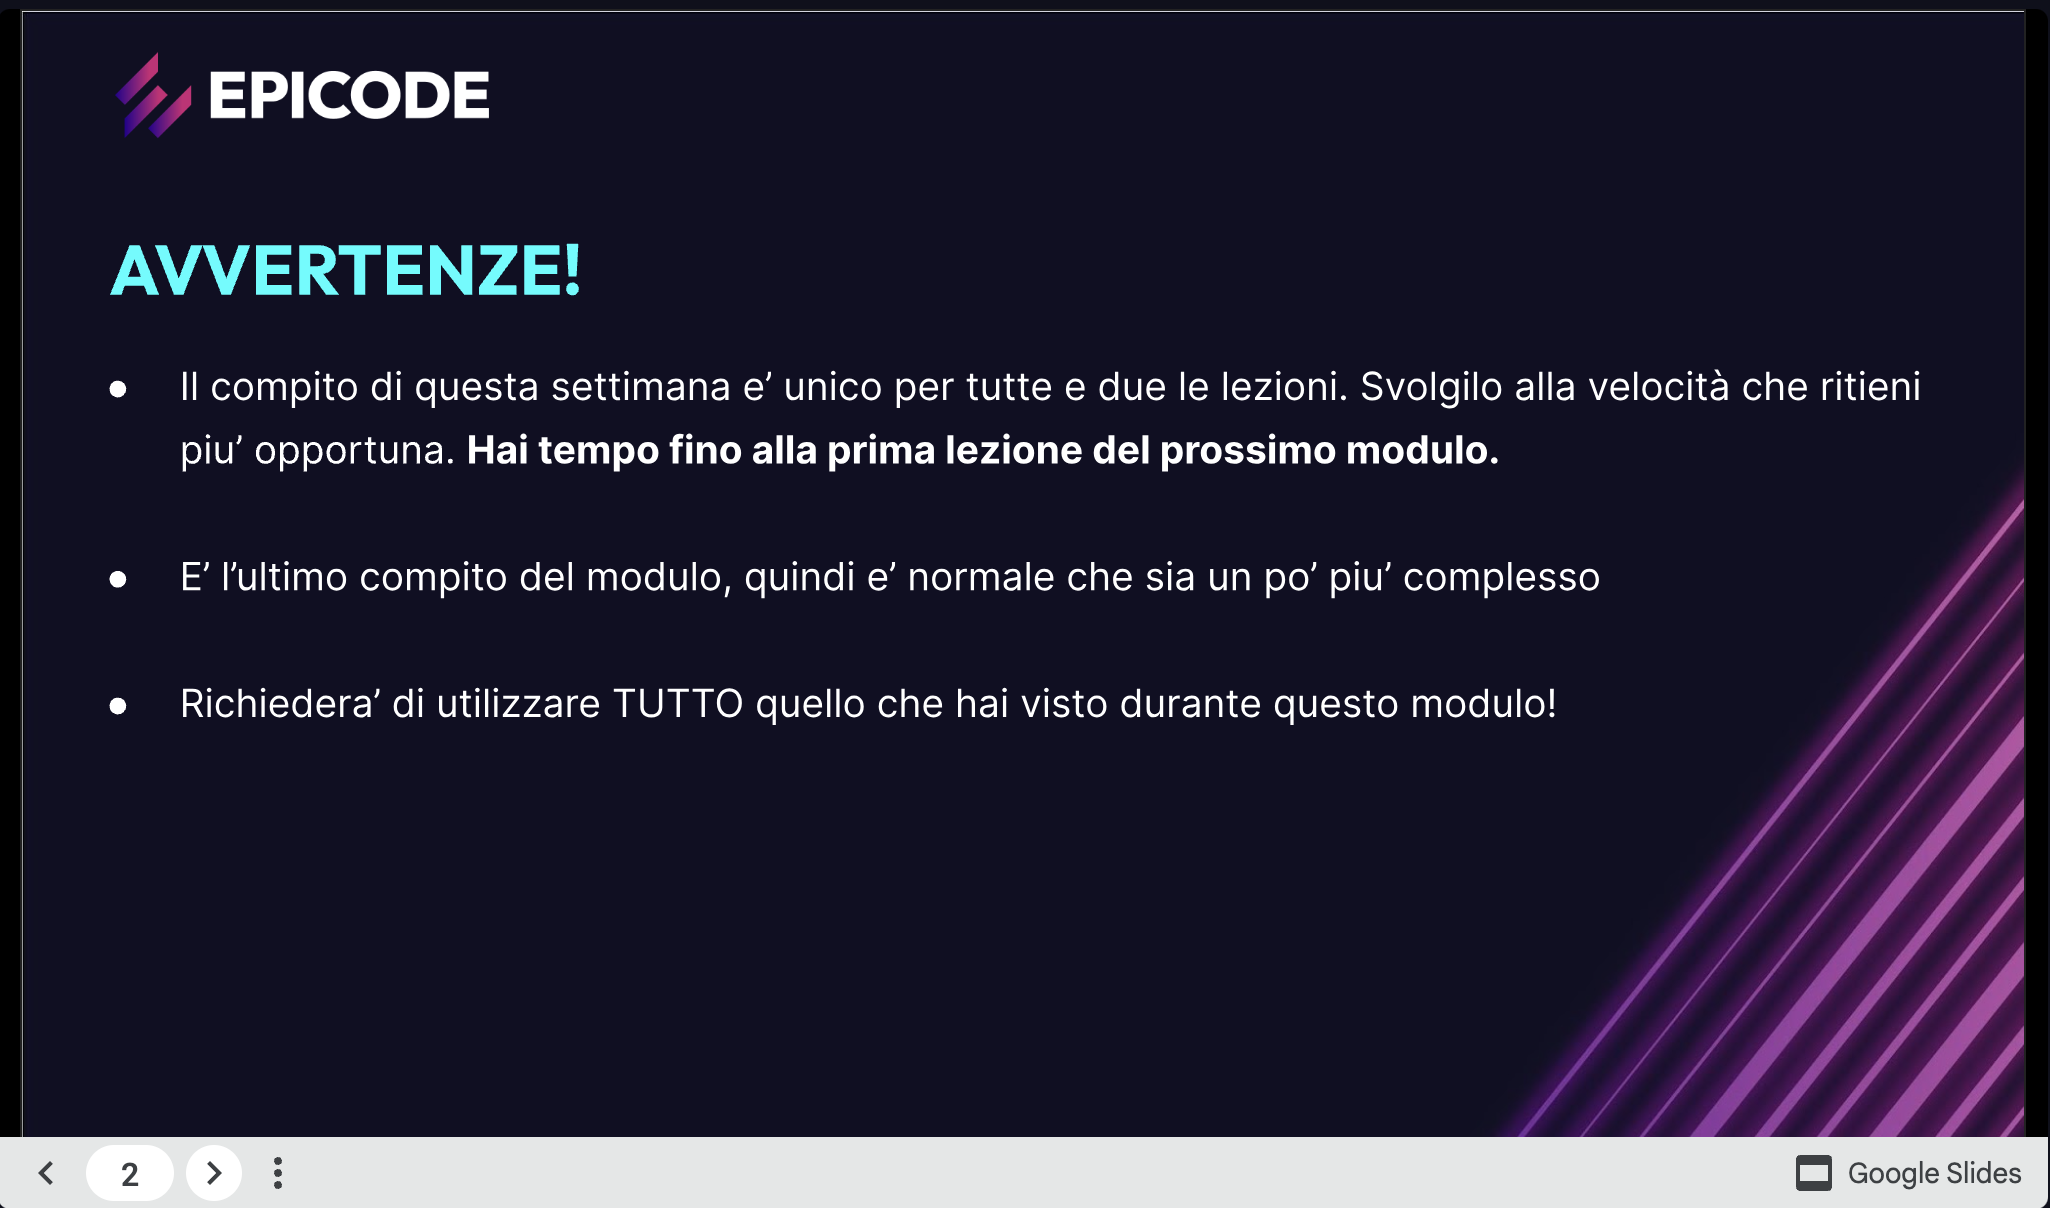 EPICODE
AVVERTENZE!
● Il compito di questa settimana e’ unico per tutte e due le lezioni. Svolgilo alla velocità che ritieni
piu’ opportuna. Hai tempo fino alla prima lezione del prossimo modulo.
● E’ l’ultimo compito del modulo, quindi e’ normale che sia un po’ piu’ complesso
● Richiedera’ di utilizzare TUTTO quello che hai visto durante questo modulo!
2
Google Slides